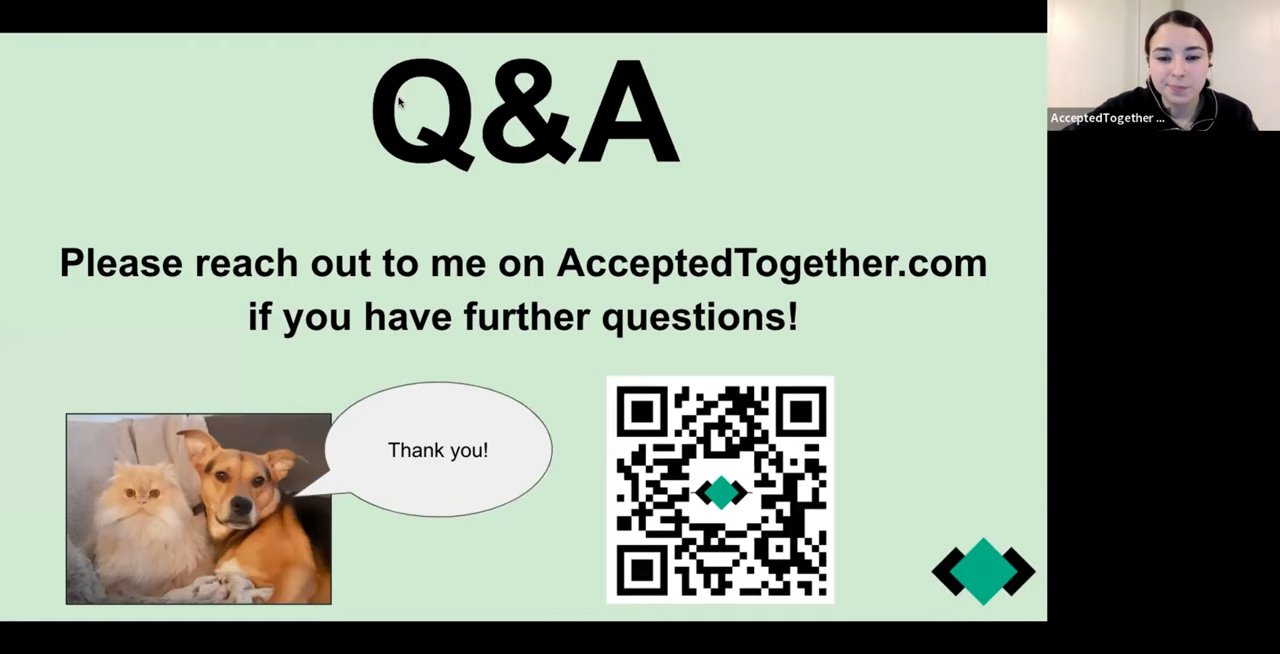 Q&A
AcceptedTogether ...
Please reach out to me on AcceptedTogether.com
if you have further questions!
Thank you!